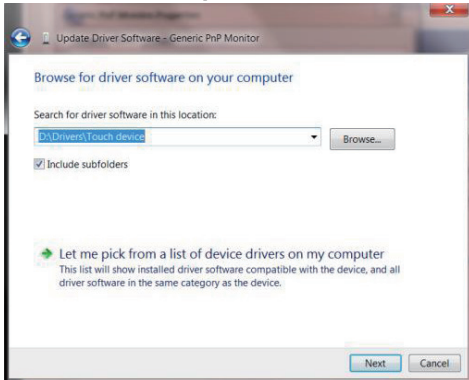 Update Driver Software - Generic PnP Monitor
Browse for driver software on your computer
Search for driver software in this location:
D:\Drivers\Touch device
Browse...
Include subfolders
Let me pick from a list of device drivers on my computer
This list will show installed driver software compatible with the device, and all
driver software in the same category as the device.
Next
Cancel